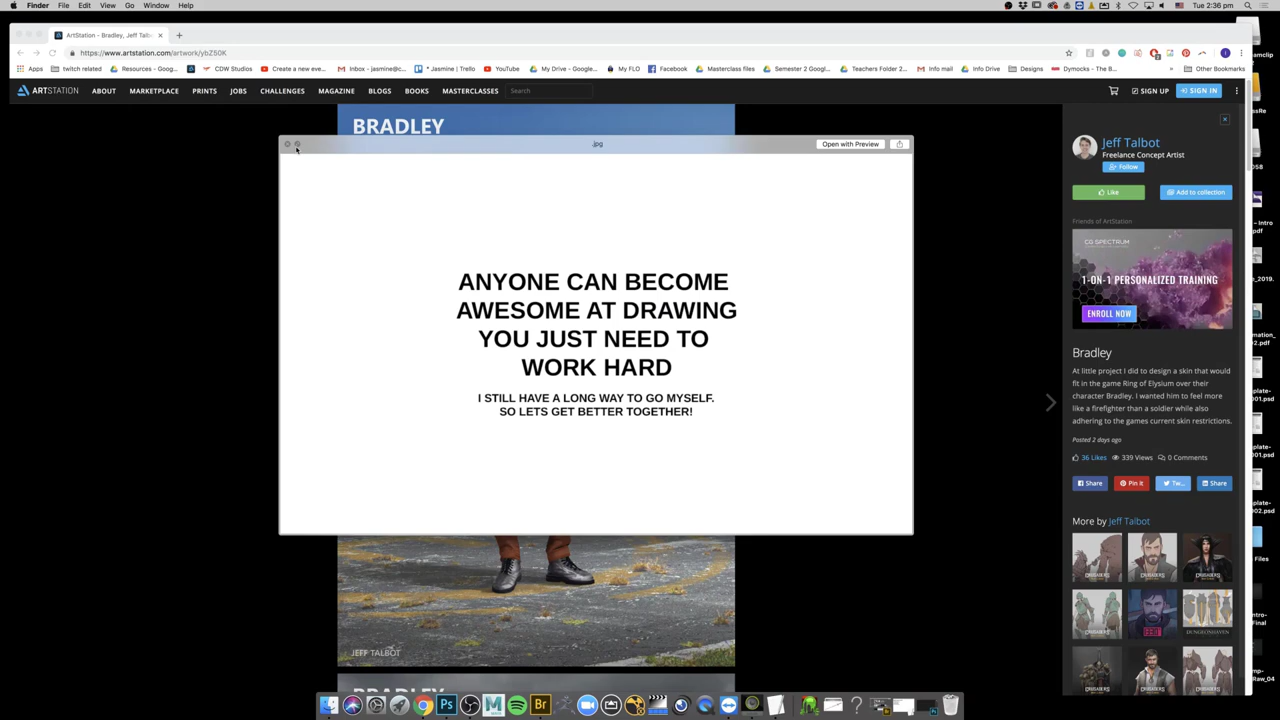 Finder File Edit View Go Window Help
Tue 2:36 pm
ArtStation - Bradley, Jeff Talb
https://www.artstation.com/artwork/ybZ50K
Apps twitch related Resources - Goog... CDW Studios Create a new eve... Inbox - jasmine@c... * Jasmine | Trello YouTube My Drive - Google... My FLO Facebook Masterclass files Semester 2 Googl... Teachers Folder 2... Info mail Info Drive Designs Dymocks - The B... » Other Bookmarks
ARTSTATION ABOUT MARKETPLACE PRINTS JOBS CHALLENGES MAGAZINE BLOGS BOOKS MASTERCLASSES Search SIGN UP SIGN IN
BRADLEY
.jpg
Open with Preview
ANYONE CAN BECOME
AWESOME AT DRAWING
YOU JUST NEED TO
WORK HARD
I STILL HAVE A LONG WAY TO GO MYSELF.
SO LETS GET BETTER TOGETHER!
JEFF TALBOT
BRADLEY
Jeff Talbot
Freelance Concept Artist
Follow
Like
Add to collection
Friends of ArtStation
CG SPECTRUM
1-ON-1 PERSONALIZED TRAINING
ENROLL NOW
Bradley
At little project I did to design a skin that would
fit in the game Ring of Elysium over their
character Bradley. I wanted him to feel more
like a firefighter than a soldier while also
adhering to the games current skin restrictions.
Posted 2 days ago
36 Likes 339 Views 0 Comments
Share Pin it Tw... Share
More by Jeff Talbot
DUNGEONHAVEN
Ps
Br